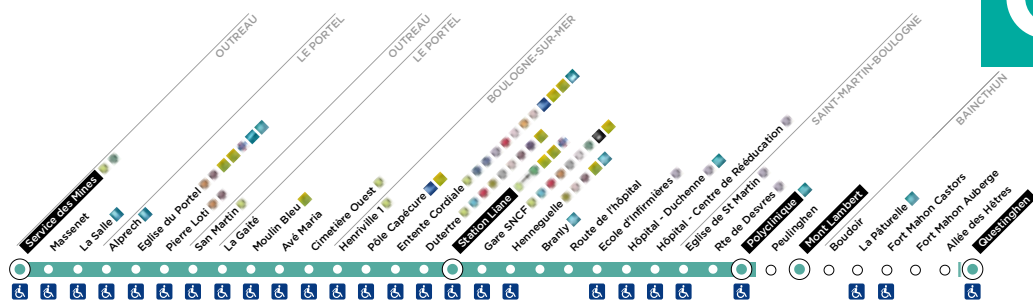 OUTREAU
LE PORTEL
OUTREAU
LE PORTEL
BOULOGNE-SUR-MER
SAINT-MARTIN-BOULOGNE
BAINCTHUN
Service des Mines
Massenet
La Salle
Alprech
Eglise du Portel
Pierre Loti
San Martin
La Gaité
Moulin Bleu
Avé Maria
Cimetière Ouest
Henriville 1
Pôle Capécure
Entente Cordiale
Dutertre
Station Liane
Gare SNCF
Henneguelle
Branly
Route de l'hôpital
Ecole d'Infirmières
Hôpital - Duchenne
Hôpital - Centre de Rééducation
Eglise de St Martin
Rte de Desvres
Polyclinique
Peulinghen
Mont Lambert
Boudoir
La Pâturelle
Fort Mahon Castors
Fort Mahon Auberge
Allée des Hêtres
Questinghen